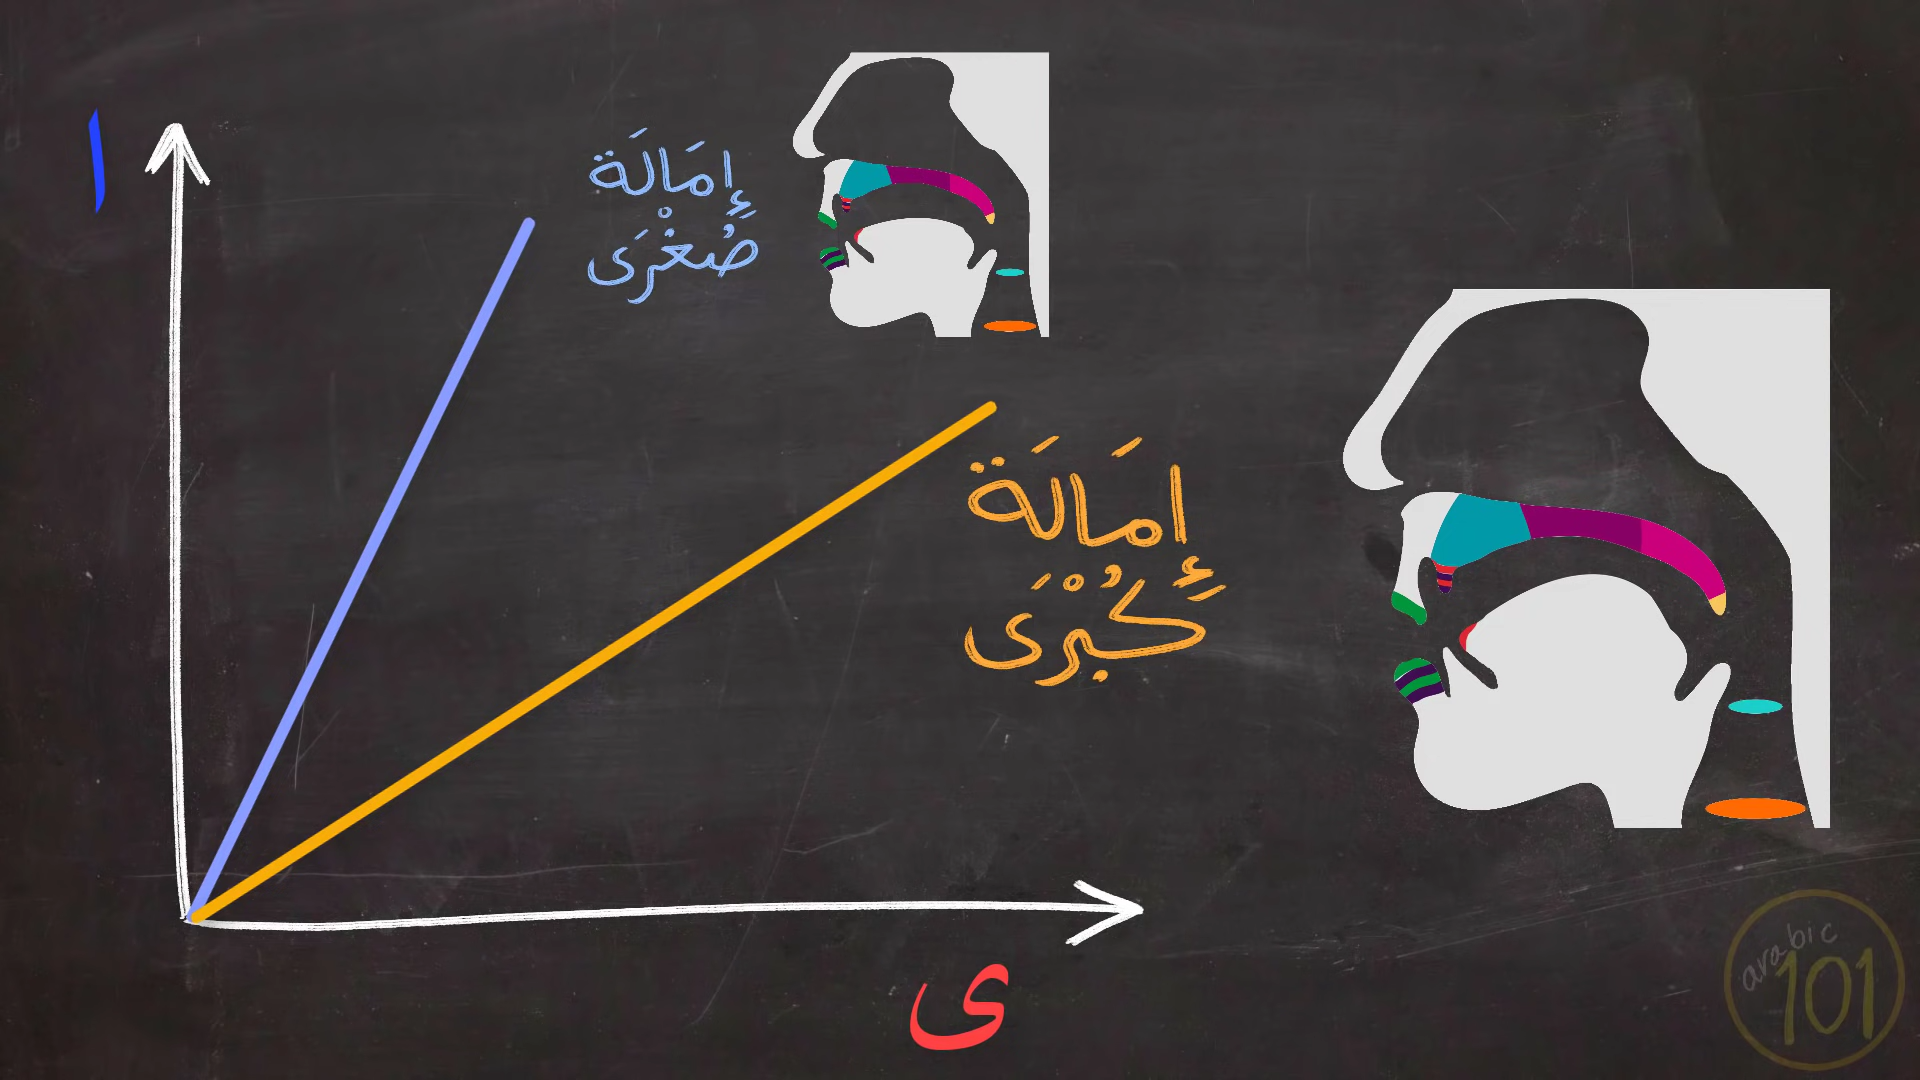 ا
إِمَالَة
صُغْرَى
إِمَالَة
كُبْرَى
ى
arabic
101